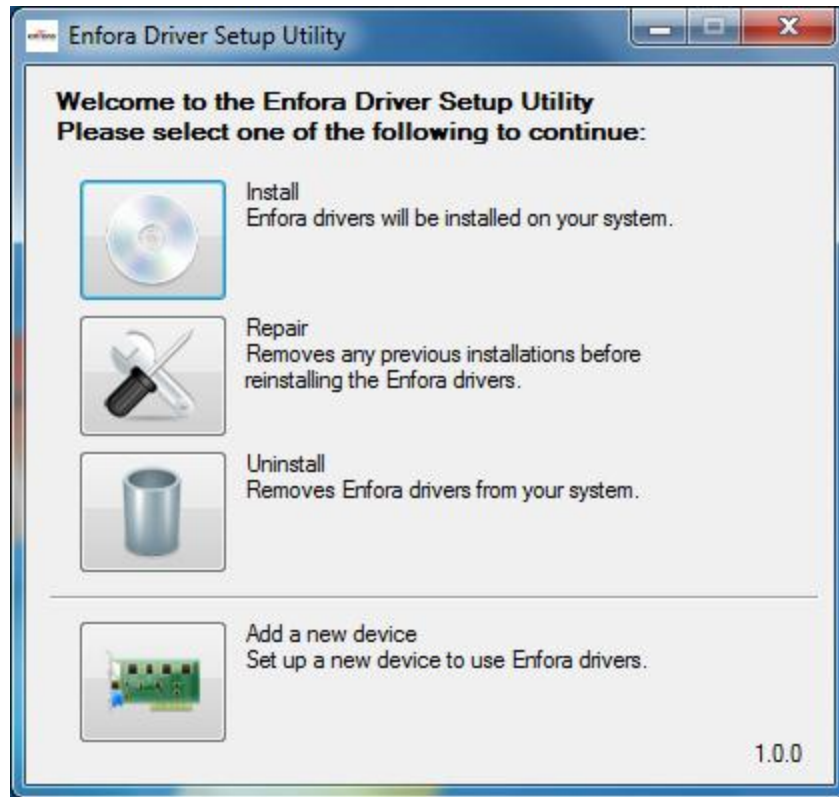 Enfora Driver Setup Utility
Welcome to the Enfora Driver Setup Utility
Please select one of the following to continue:
Install
Enfora drivers will be installed on your system.
Repair
Removes any previous installations before
reinstalling the Enfora drivers.
Uninstall
Removes Enfora drivers from your system.
Add a new device
Set up a new device to use Enfora drivers.
1.0.0